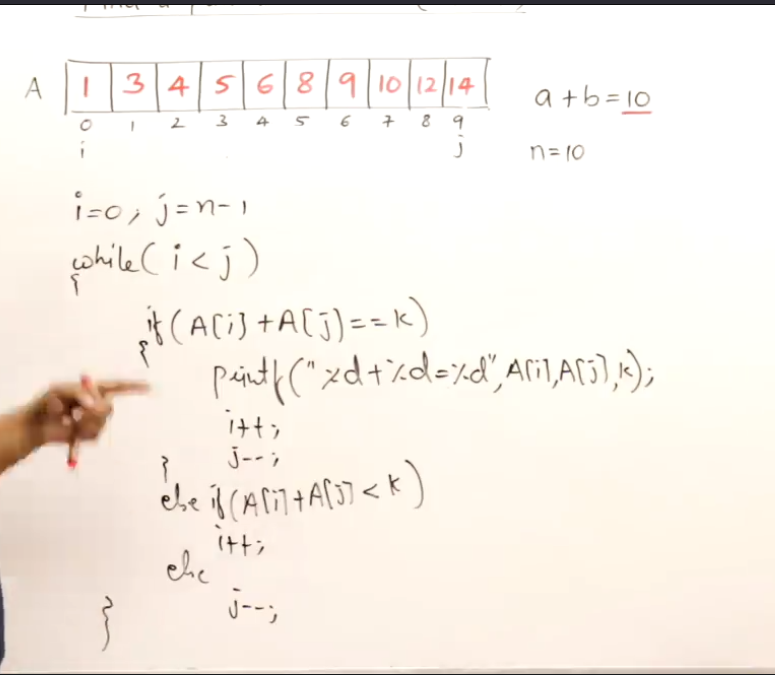 A 1 3 4 5 6 8 9 10 12 14 a+b=10
0 1 2 3 4 5 6 7 8 9
i j n=10
i=0, j=n-1
while(i<j)
{
if(A[i]+A[j]==k)
{
printf("%d+%d=%d",A[i],A[j],k);
i++;
j--;
}
else if(A[i]+A[j]<k)
i++;
else
j--;
}